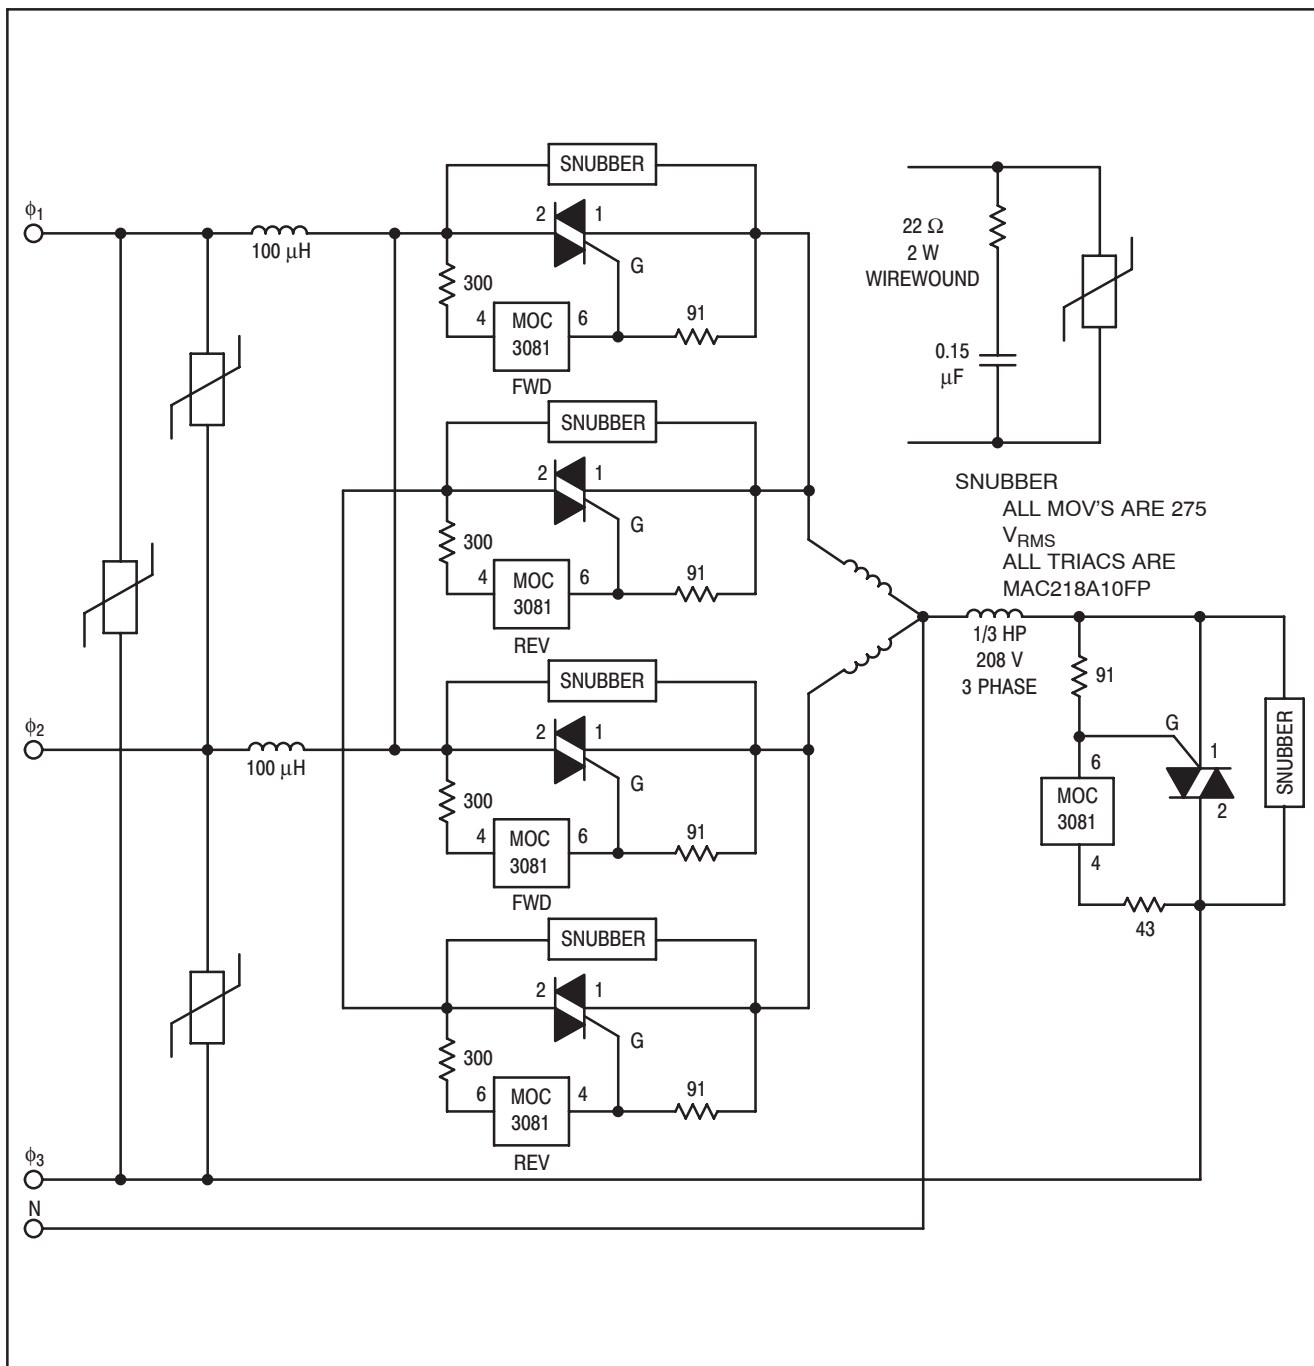 SNUBBER
ϕ1
2 1
100 µH
G
300
91
4 MOC 6
3081
FWD
SNUBBER
2 1
G
300
91
4 MOC 6
3081
REV
SNUBBER
ϕ2
2 1
100 µH
G
300
91
4 MOC 6
3081
FWD
SNUBBER
2 1
G
300
91
6 MOC 4
3081
REV
ϕ3
N
22 Ω
2 W
WIREWOUND
0.15
µF
SNUBBER
ALL MOV'S ARE 275
VRMS
ALL TRIACS ARE
MAC218A10FP
1/3 HP
208 V
3 PHASE
91
G
6
1
MOC
3081
2
4
43
SNUBBER